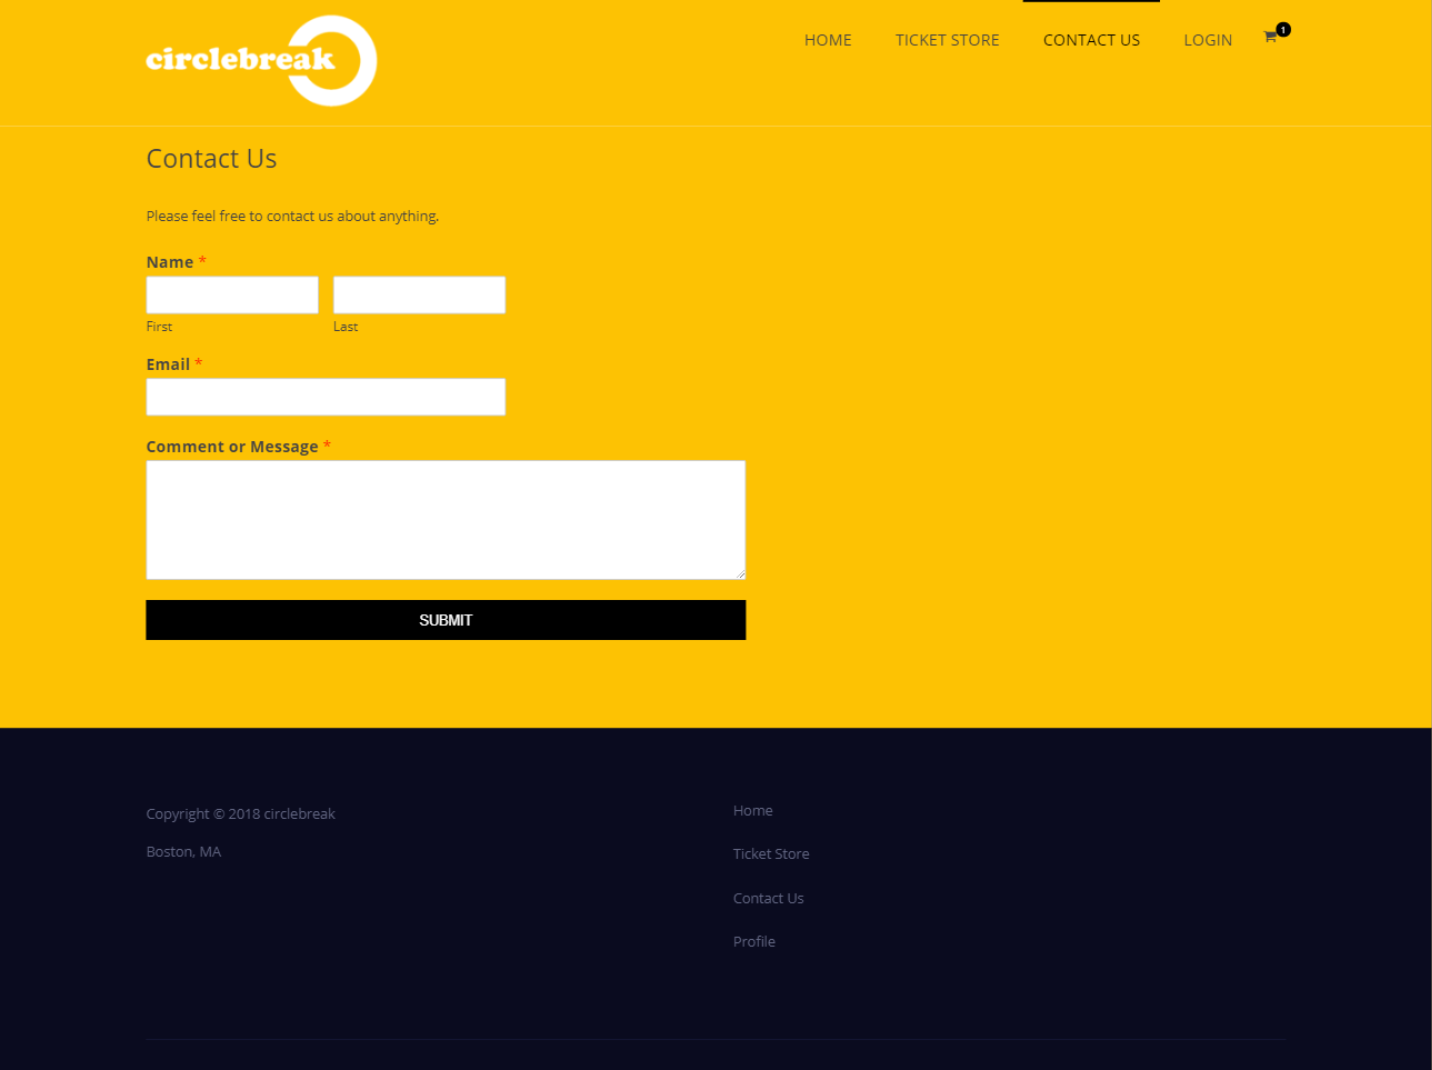 circlebreak
HOME TICKET STORE CONTACT US LOGIN 1
Contact Us
Please feel free to contact us about anything.
Name *
First Last
Email *
Comment or Message *
SUBMIT
Copyright © 2018 circlebreak
Boston, MA
Home
Ticket Store
Contact Us
Profile